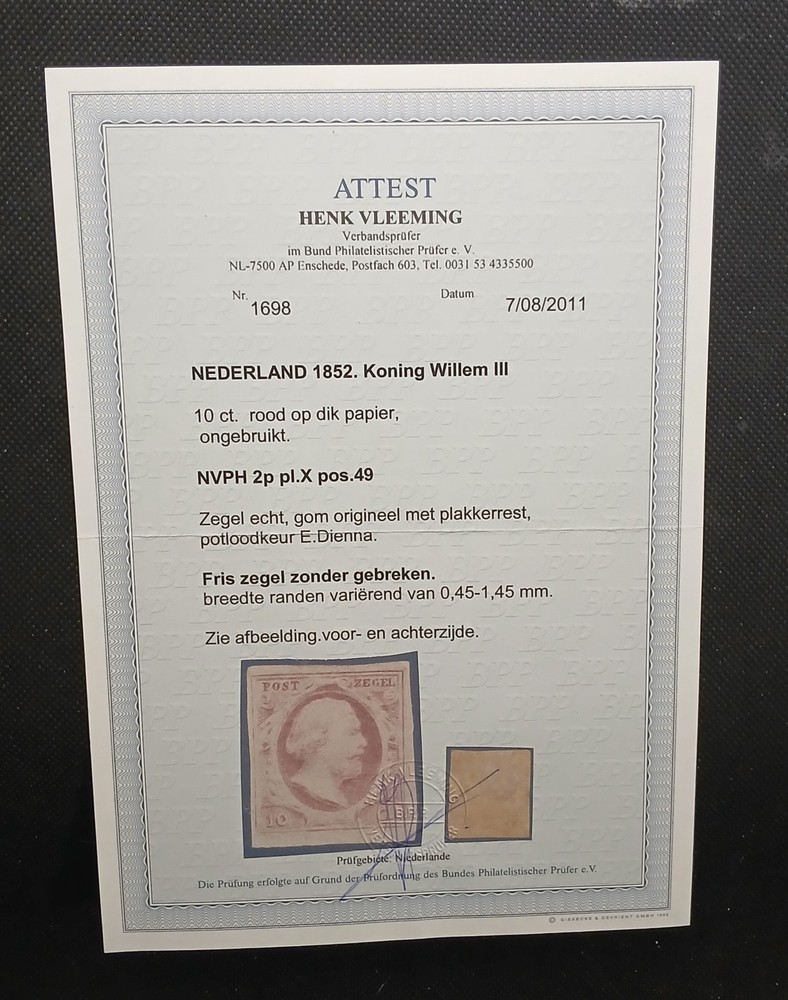 ATTEST
HENK VLEEMING
Verbandsprüfer
im Bund Philatelistischer Prüfer e. V.
NL-7500 AP Enschede, Postfach 603, Tel. 0031 53 4335500
Nr. 1698 Datum 7/08/2011
NEDERLAND 1852. Koning Willem III
10 ct. rood op dik papier,
ongebruikt.
NVPH 2p pl.X pos.49
Zegel echt, gom origineel met plakkerrest,
potloodkeur E.Dienna.
Fris zegel zonder gebreken.
breedte randen variërend van 0,45-1,45 mm.
Zie afbeelding.voor- en achterzijde.
POST ZEGEL
10
Prüfgebiete: Niederlande
Die Prüfung erfolgte auf Grund der Prüfordnung des Bundes Philatelistischer Prüfer e.V.
© GIESECKE & DEVRIENT GMBH